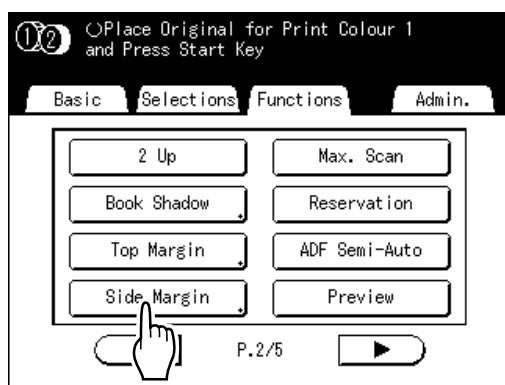 ①② Place Original for Print Colour 1
and Press Start Key
Basic Selections Functions Admin.
2 Up Max. Scan
Book Shadow Reservation
Top Margin ADF Semi-Auto
Side Margin Preview
P.2/5